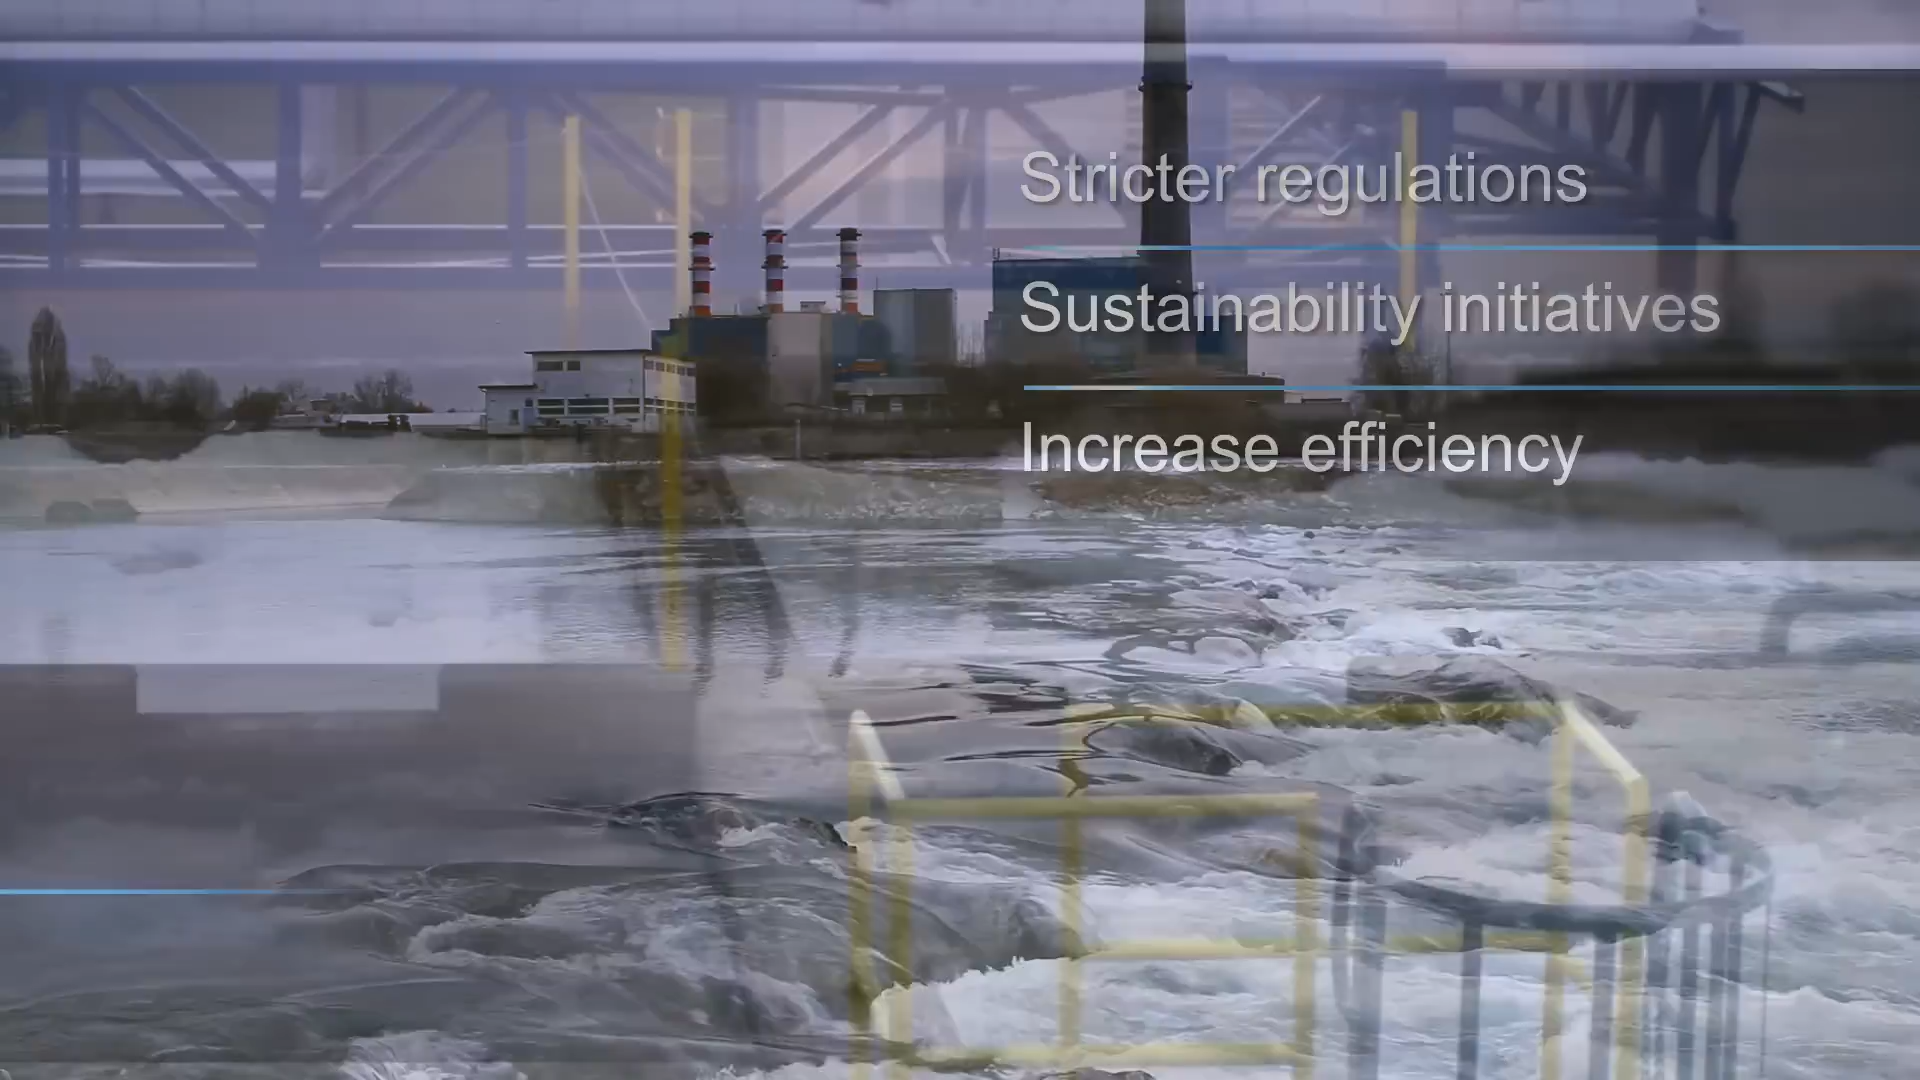 Stricter regulations
Sustainability initiatives
Increase efficiency